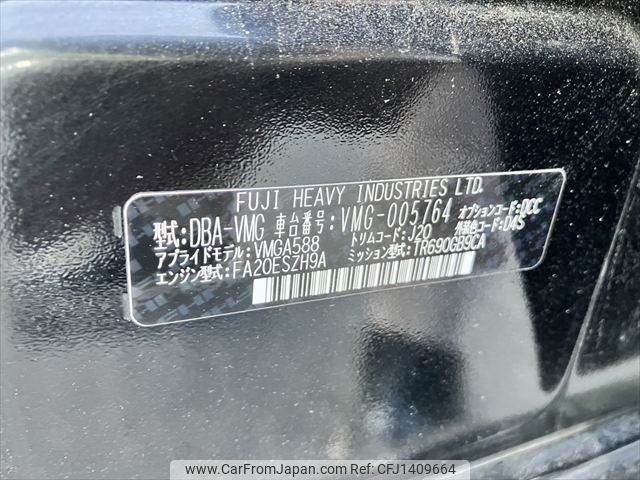 FUJI HEAVY INDUSTRIES LTD.
型式:DBA-VMG 車台番号:VMG-005764 オプションコード:DCC
アプライドモデル:VMGA588 トリムコード:J20 外装色コード:D4S
エンジン型式:FA20ESZH9A ミッション型式:TR690GB9CA
www.CarFromJapan.com | Car ID: CFJ1409664